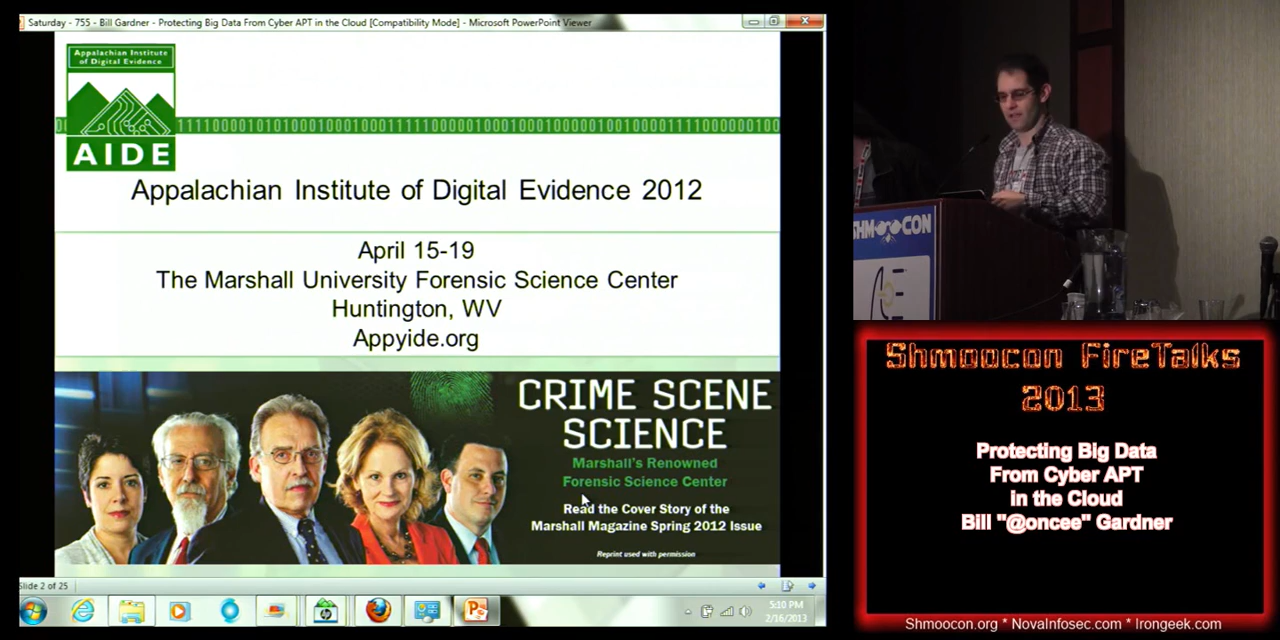 Saturday - 755 - Bill Gardner - Protecting Big Data From Cyber APT in the Cloud [Compatibility Mode] - Microsoft PowerPoint Viewer
Appalachian Institute
of Digital Evidence
AIDE
Appalachian Institute of Digital Evidence 2012
April 15-19
The Marshall University Forensic Science Center
Huntington, WV
Appyide.org
CRIME SCENE
SCIENCE
Marshall's Renowned
Forensic Science Center
Read the Cover Story of the
Marshall Magazine Spring 2012 Issue
Reprint used with permission
Slide 2 of 25
5:10 PM
2/16/2013
SHMOOCON
Shmoocon FireTalks
2013
Protecting Big Data
From Cyber APT
in the Cloud
Bill "@oncee" Gardner
Shmoocon.org * NovaInfosec.com * Irongeek.com